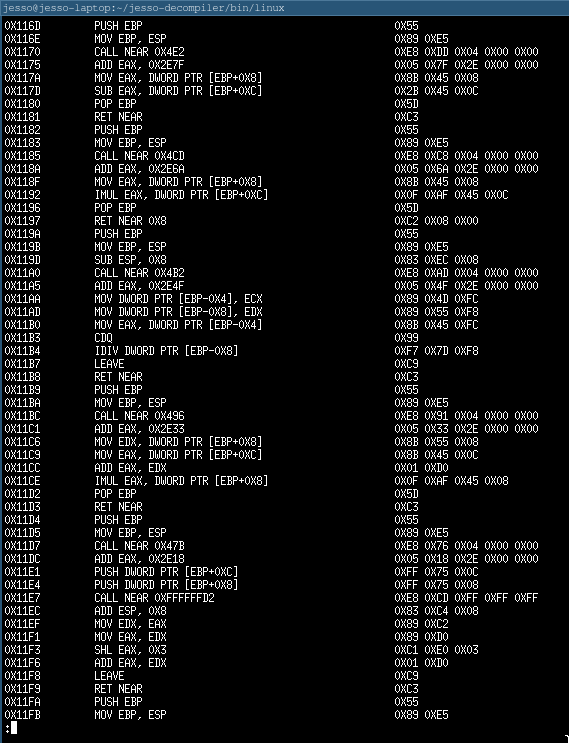 jesso@jesso-laptop:~/jesso-decompiler/bin/linux
0X116D PUSH EBP 0X55
0X116E MOV EBP, ESP 0X89 0XE5
0X1170 CALL NEAR 0X4E2 0XE8 0XDD 0X04 0X00 0X00
0X1175 ADD EAX, 0X2E7F 0X05 0X7F 0X2E 0X00 0X00
0X117A MOV EAX, DWORD PTR [EBP+0X8] 0X8B 0X45 0X08
0X117D SUB EAX, DWORD PTR [EBP+0XC] 0X2B 0X45 0X0C
0X1180 POP EBP 0X5D
0X1181 RET NEAR 0XC3
0X1182 PUSH EBP 0X55
0X1183 MOV EBP, ESP 0X89 0XE5
0X1185 CALL NEAR 0X4CD 0XE8 0XC8 0X04 0X00 0X00
0X118A ADD EAX, 0X2E6A 0X05 0X6A 0X2E 0X00 0X00
0X118F MOV EAX, DWORD PTR [EBP+0X8] 0X8B 0X45 0X08
0X1192 IMUL EAX, DWORD PTR [EBP+0XC] 0X0F 0XAF 0X45 0X0C
0X1196 POP EBP 0X5D
0X1197 RET NEAR 0X8 0XC2 0X08 0X00
0X119A PUSH EBP 0X55
0X119B MOV EBP, ESP 0X89 0XE5
0X119D SUB ESP, 0X8 0X83 0XEC 0X08
0X11A0 CALL NEAR 0X4B2 0XE8 0XAD 0X04 0X00 0X00
0X11A5 ADD EAX, 0X2E4F 0X05 0X4F 0X2E 0X00 0X00
0X11AA MOV DWORD PTR [EBP-0X4], ECX 0X89 0X4D 0XFC
0X11AD MOV DWORD PTR [EBP-0X8], EDX 0X89 0X55 0XF8
0X11B0 MOV EAX, DWORD PTR [EBP-0X4] 0X8B 0X45 0XFC
0X11B3 CDQ 0X99
0X11B4 IDIV DWORD PTR [EBP-0X8] 0XF7 0X7D 0XF8
0X11B7 LEAVE 0XC9
0X11B8 RET NEAR 0XC3
0X11B9 PUSH EBP 0X55
0X11BA MOV EBP, ESP 0X89 0XE5
0X11BC CALL NEAR 0X496 0XE8 0X91 0X04 0X00 0X00
0X11C1 ADD EAX, 0X2E33 0X05 0X33 0X2E 0X00 0X00
0X11C6 MOV EDX, DWORD PTR [EBP+0X8] 0X8B 0X55 0X08
0X11C9 MOV EAX, DWORD PTR [EBP+0XC] 0X8B 0X45 0X0C
0X11CC ADD EAX, EDX 0X01 0XD0
0X11CE IMUL EAX, DWORD PTR [EBP+0X8] 0X0F 0XAF 0X45 0X08
0X11D2 POP EBP 0X5D
0X11D3 RET NEAR 0XC3
0X11D4 PUSH EBP 0X55
0X11D5 MOV EBP, ESP 0X89 0XE5
0X11D7 CALL NEAR 0X47B 0XE8 0X76 0X04 0X00 0X00
0X11DC ADD EAX, 0X2E18 0X05 0X18 0X2E 0X00 0X00
0X11E1 PUSH DWORD PTR [EBP+0XC] 0XFF 0X75 0X0C
0X11E4 PUSH DWORD PTR [EBP+0X8] 0XFF 0X75 0X08
0X11E7 CALL NEAR 0XFFFFFFD2 0XE8 0XCD 0XFF 0XFF 0XFF
0X11EC ADD ESP, 0X8 0X83 0XC4 0X08
0X11EF MOV EDX, EAX 0X89 0XC2
0X11F1 MOV EAX, EDX 0X89 0XD0
0X11F3 SHL EAX, 0X3 0XC1 0XE0 0X03
0X11F6 ADD EAX, EDX 0X01 0XD0
0X11F8 LEAVE 0XC9
0X11F9 RET NEAR 0XC3
0X11FA PUSH EBP 0X55
0X11FB MOV EBP, ESP 0X89 0XE5
: